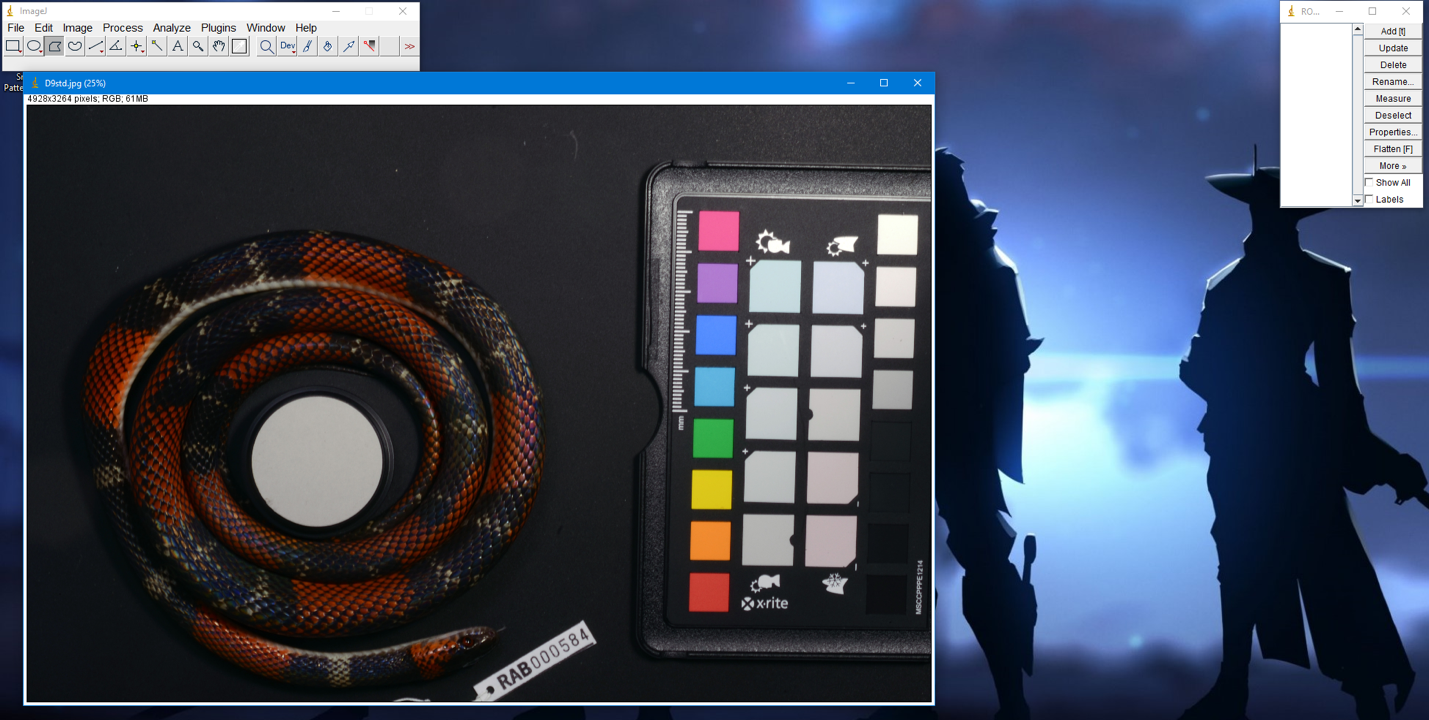 ImageJ
File Edit Image Process Analyze Plugins Window Help
A Dev >>
D9std.jpg (25%)
4928x3264 pixels; RGB; 61MB
mm
x·rite
MSCCPPPE1214
RAB000584
RO...
Add [t]
Update
Delete
Rename...
Measure
Deselect
Properties...
Flatten [F]
More »
Show All
Labels